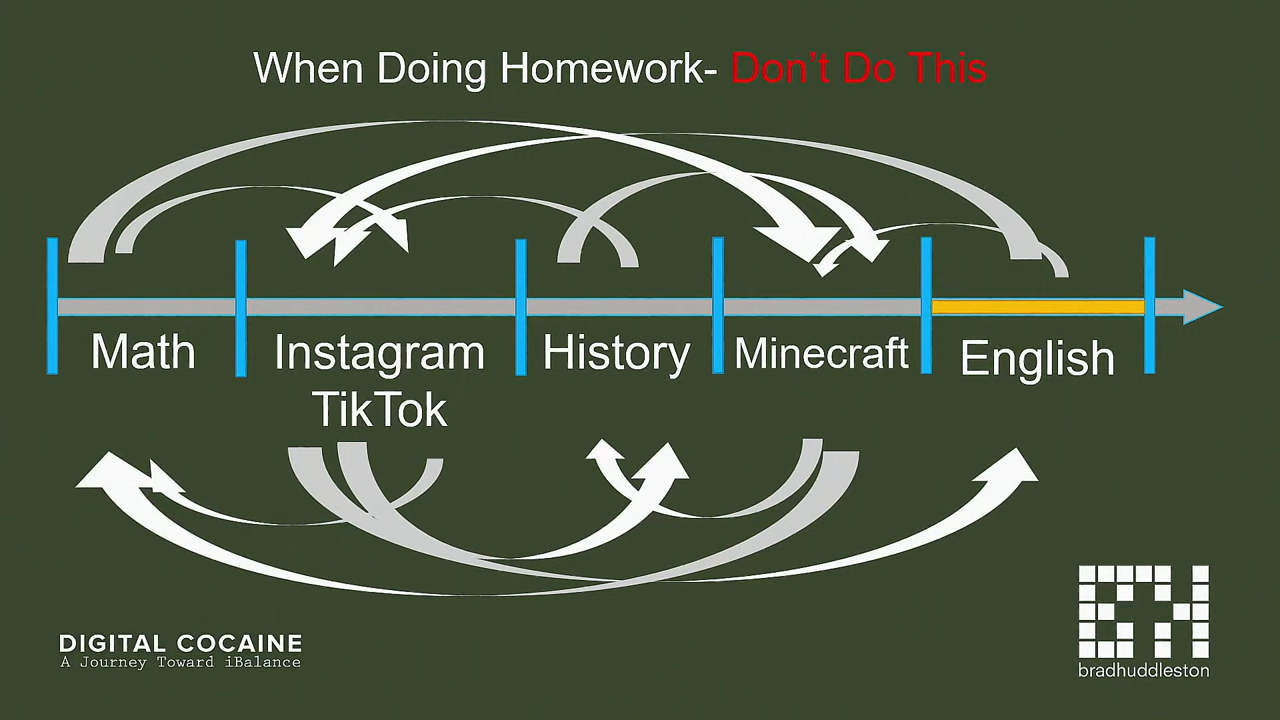 When Doing Homework- Don't Do This
Math
Instagram
TikTok
History
Minecraft
English
DIGITAL COCAINE
A Journey Toward iBalance
bradhuddleston